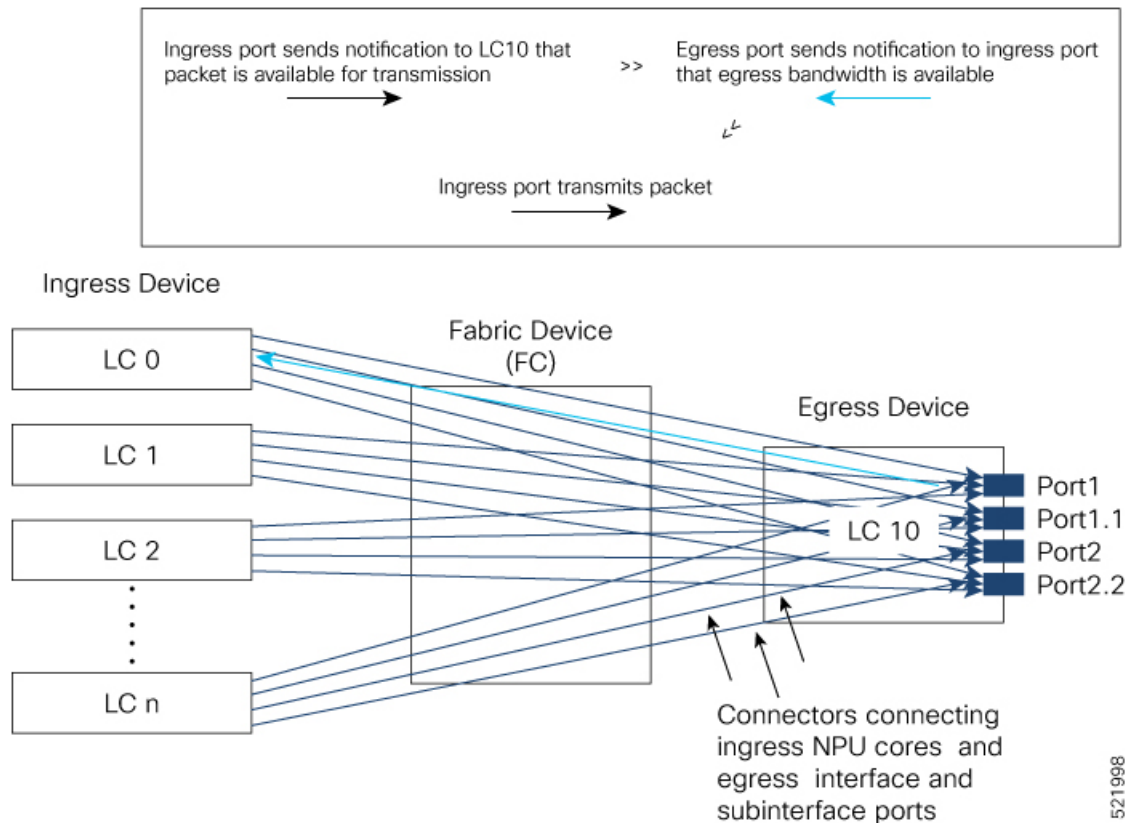 Ingress port sends notification to LC10 that
packet is available for transmission
>>
Egress port sends notification to ingress port
that egress bandwidth is available
>>
Ingress port transmits packet
Ingress Device
Fabric Device
(FC)
Egress Device
LC 0
LC 1
LC 2
LC n
LC 10
Port1
Port1.1
Port2
Port2.2
Connectors connecting
ingress NPU cores and
egress interface and
subinterface ports
521998